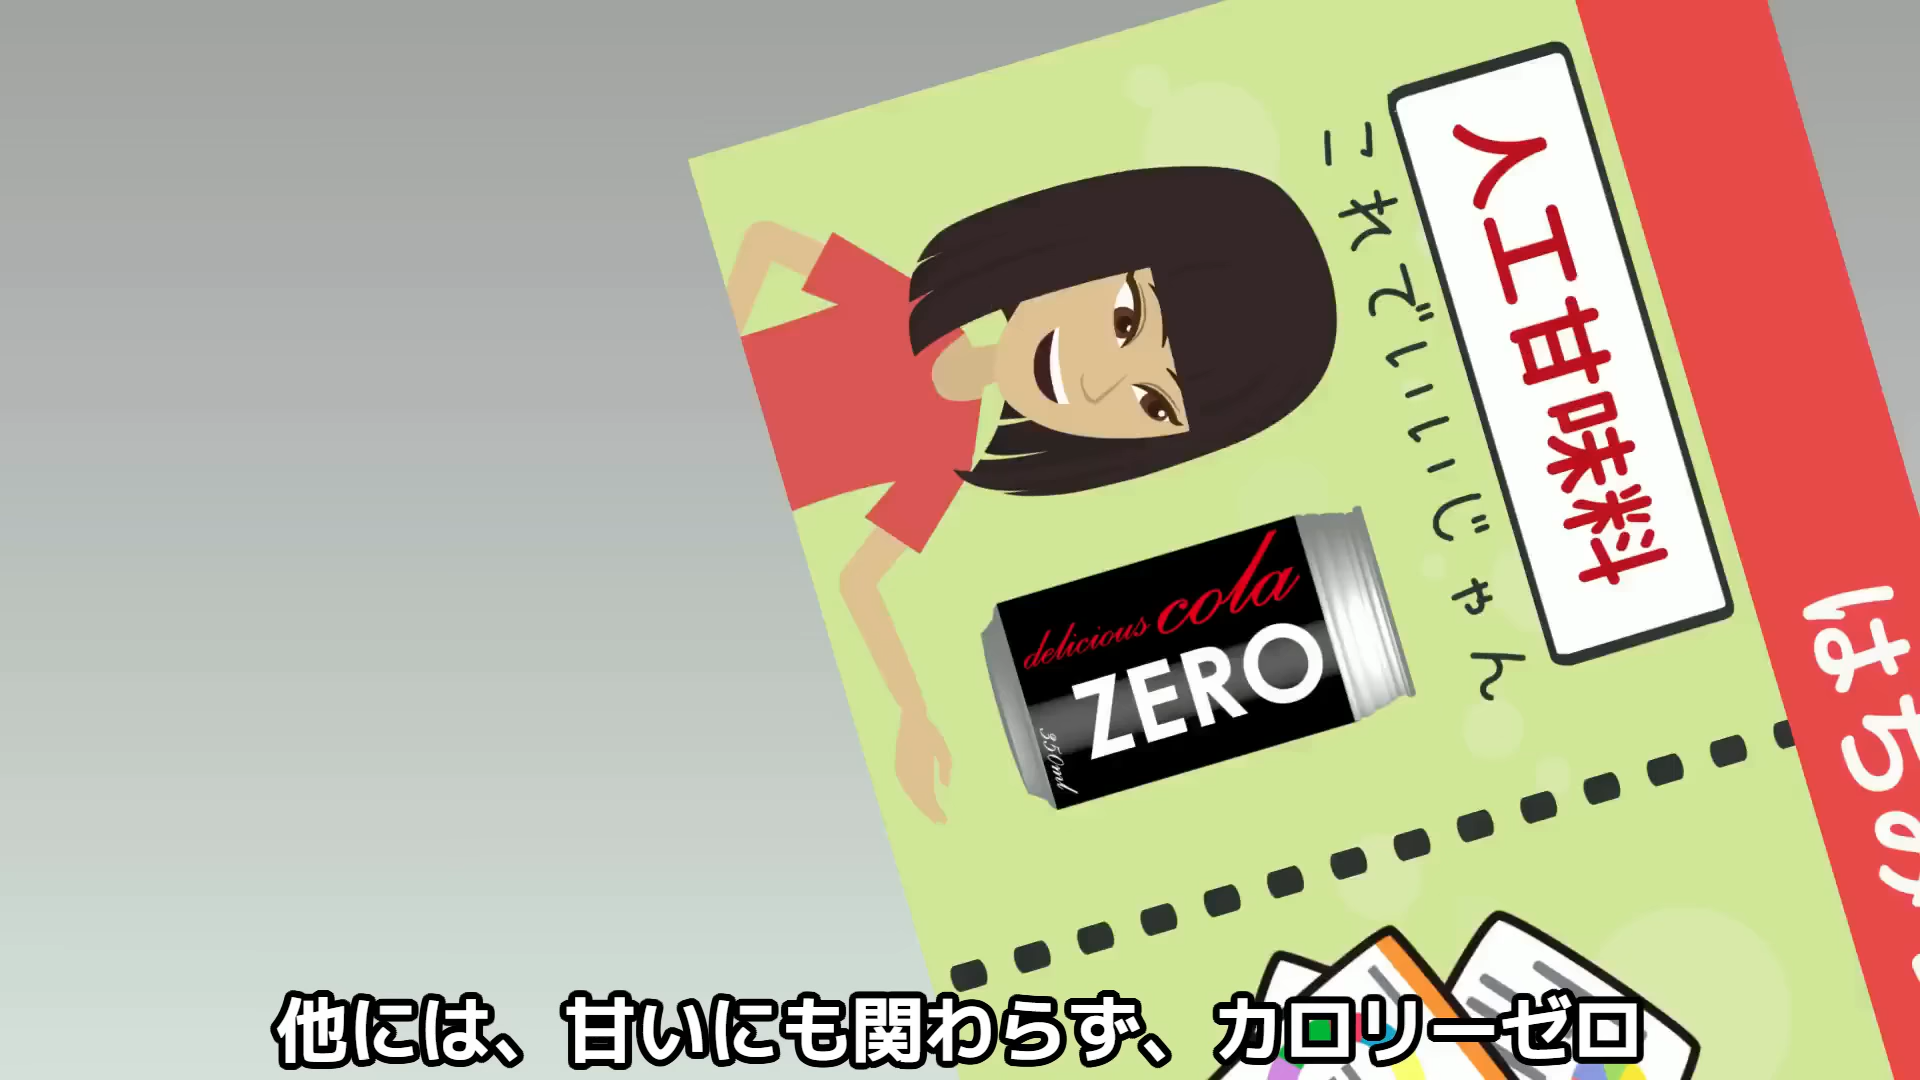 人工甘味料
これでいいじゃん
delicious cola
ZERO
350ml
はちみ
他には、甘いにも関わらず、カロリーゼロ